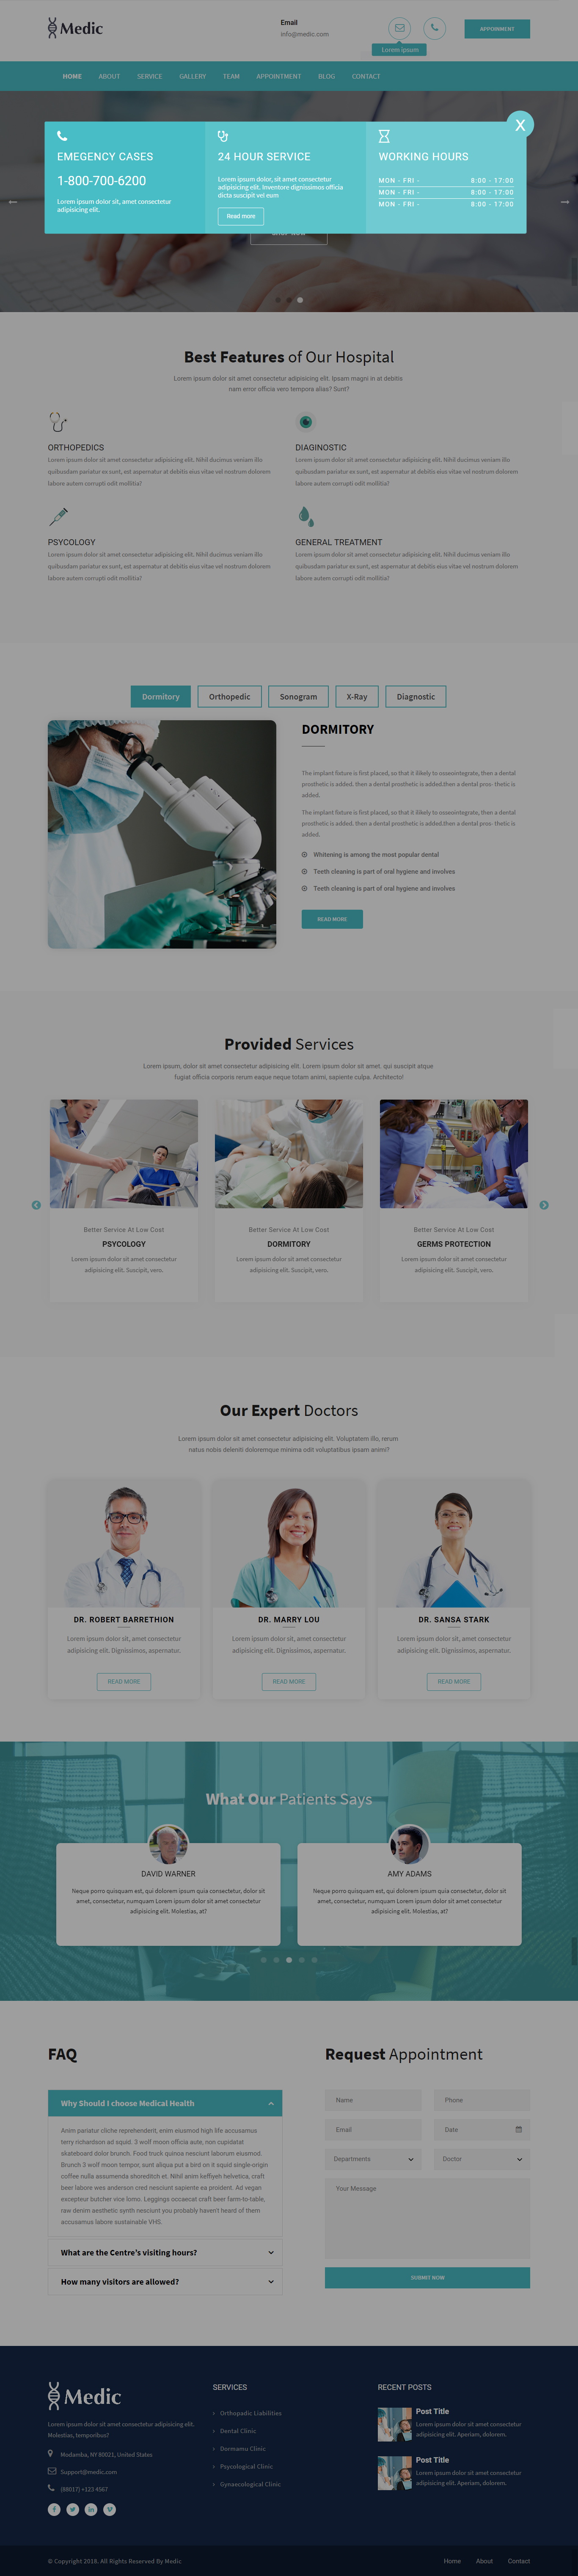 Medic
Email
info@medic.com
APPOINMENT
Lorem ipsum
HOME ABOUT SERVICE GALLERY TEAM APPOINTMENT BLOG CONTACT
X
EMEGENCY CASES
1-800-700-6200
Lorem ipsum dolor sit, amet consectetur
adipisicing elit.
24 HOUR SERVICE
Lorem ipsum dolor, sit amet consectetur
adipisicing elit. Inventore dignissimos officia
dicta suscipit vel eum
Read more
WORKING HOURS
MON - FRI - 8:00 - 17:00
MON - FRI - 8:00 - 17:00
MON - FRI - 8:00 - 17:00
Best Features of Our Hospital
Lorem ipsum dolor sit amet consectetur adipisicing elit. Ipsam magni in at debitis
nam error officia vero tempora alias? Sunt?
ORTHOPEDICS
Lorem ipsum dolor sit amet consectetur adipisicing elit. Nihil ducimus veniam illo
quibusdam pariatur ex sunt, est aspernatur at debitis eius vitae vel nostrum dolorem
labore autem corrupti odit mollitia?
DIAGINOSTIC
Lorem ipsum dolor sit amet consectetur adipisicing elit. Nihil ducimus veniam illo
quibusdam pariatur ex sunt, est aspernatur at debitis eius vitae vel nostrum dolorem
labore autem corrupti odit mollitia?
PSYCOLOGY
Lorem ipsum dolor sit amet consectetur adipisicing elit. Nihil ducimus veniam illo
quibusdam pariatur ex sunt, est aspernatur at debitis eius vitae vel nostrum dolorem
labore autem corrupti odit mollitia?
GENERAL TREATMENT
Lorem ipsum dolor sit amet consectetur adipisicing elit. Nihil ducimus veniam illo
quibusdam pariatur ex sunt, est aspernatur at debitis eius vitae vel nostrum dolorem
labore autem corrupti odit mollitia?
Dormitory Orthopedic Sonogram X-Ray Diagnostic
DORMITORY
The implant fixture is first placed, so that it ilikely to osseointegrate, then a dental
prosthetic is added. then a dental prosthetic is added.then a dental pros- thetic is
added.
The implant fixture is first placed, so that it ilikely to osseointegrate, then a dental
prosthetic is added. then a dental prosthetic is added.then a dental pros- thetic is
added.
Whitening is among the most popular dental
Teeth cleaning is part of oral hygiene and involves
Teeth cleaning is part of oral hygiene and involves
READ MORE
Provided Services
Lorem ipsum, dolor sit amet consectetur adipisicing elit. Lorem ipsum dolor sit amet. qui suscipit atque
fugiat officia corporis rerum eaque neque totam animi, sapiente culpa. Architecto!
Better Service At Low Cost
PSYCOLOGY
Lorem ipsum dolor sit amet consectetur
adipisicing elit. Suscipit, vero.
Better Service At Low Cost
DORMITORY
Lorem ipsum dolor sit amet consectetur
adipisicing elit. Suscipit, vero.
Better Service At Low Cost
GERMS PROTECTION
Lorem ipsum dolor sit amet consectetur
adipisicing elit. Suscipit, vero.
Our Expert Doctors
Lorem ipsum dolor sit amet consectetur adipisicing elit. Voluptatem illo, rerum
natus nobis deleniti doloremque minima odit voluptatibus ipsam animi?
DR. ROBERT BARRETHION
Lorem ipsum dolor sit, amet consectetur
adipisicing elit. Dignissimos, aspernatur.
READ MORE
DR. MARRY LOU
Lorem ipsum dolor sit, amet consectetur
adipisicing elit. Dignissimos, aspernatur.
READ MORE
DR. SANSA STARK
Lorem ipsum dolor sit, amet consectetur
adipisicing elit. Dignissimos, aspernatur.
READ MORE
What Our Patients Says
DAVID WARNER
Neque porro quisquam est, qui dolorem ipsum quia consectetur, dolor sit
amet, consectetur, numquam Lorem ipsum dolor sit amet consectetur
adipisicing elit. Molestias, at?
AMY ADAMS
Neque porro quisquam est, qui dolorem ipsum quia consectetur, dolor sit
amet, consectetur, numquam Lorem ipsum dolor sit amet consectetur
adipisicing elit. Molestias, at?
FAQ
Why Should I choose Medical Health
Anim pariatur cliche reprehenderit, enim eiusmod high life accusamus
terry richardson ad squid. 3 wolf moon officia aute, non cupidatat
skateboard dolor brunch. Food truck quinoa nesciunt laborum eiusmod.
Brunch 3 wolf moon tempor, sunt aliqua put a bird on it squid single-origin
coffee nulla assumenda shoreditch et. Nihil anim keffiyeh helvetica, craft
beer labore wes anderson cred nesciunt sapiente ea proident. Ad vegan
excepteur butcher vice lomo. Leggings occaecat craft beer farm-to-table,
raw denim aesthetic synth nesciunt you probably haven't heard of them
accusamus labore sustainable VHS.
What are the Centre's visiting hours?
How many visitors are allowed?
Request Appointment
Name Phone
Email Date
Departments Doctor
Your Message
SUBMIT NOW
Medic
Lorem ipsum dolor sit amet consectetur adipisicing elit.
Molestias, temporibus?
Modamba, NY 80021, United States
Support@medic.com
(88017) +123 4567
SERVICES
Orthopadic Liabilities
Dental Clinic
Dormamu Clinic
Psycological Clinic
Gynaecological Clinic
RECENT POSTS
Post Title
Lorem ipsum dolor sit amet consectetur
adipisicing elit. Aperiam, dolorem.
Post Title
Lorem ipsum dolor sit amet consectetur
adipisicing elit. Aperiam, dolorem.
© Copyright 2018. All Rights Reserved By Medic
Home About Contact